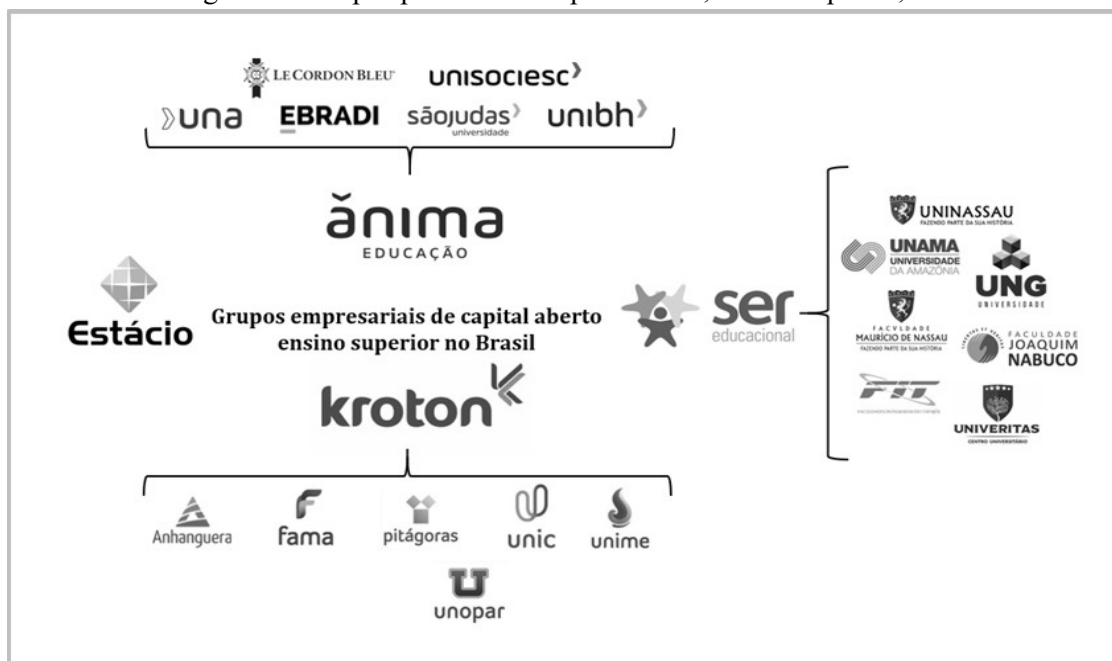 LE CORDON BLEU
unisociesc
una
EBRADI
sãojudas
universidade
unibh
ănima
EDUCAÇÃO
Estácio
Grupos empresariais de capital aberto
ensino superior no Brasil
kroton
ser
educacional
UNINASSAU
FAZENDO PARTE DA SUA HISTÓRIA
UNAMA
UNIVERSIDADE
DA AMAZÔNIA
UNG
UNIVERSIDADE
FACULDADE
MAURÍCIO DE NASSAU
FAZENDO PARTE DA SUA HISTÓRIA
FACULDADE
JOAQUIM
NABUCO
FIT
UNIVERITAS
CENTRO UNIVERSITÁRIO
Anhanguera
fama
pitágoras
unic
unime
unopar